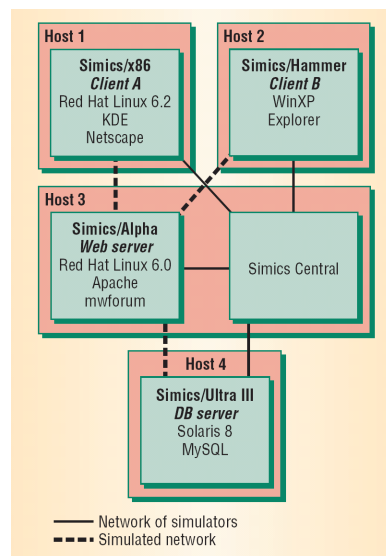 Host 1
Simics/x86
Client A
Red Hat Linux 6.2
KDE
Netscape
Host 2
Simics/Hammer
Client B
WinXP
Explorer
Host 3
Simics/Alpha
Web server
Red Hat Linux 6.0
Apache
mwforum
Simics Central
Host 4
Simics/Ultra III
DB server
Solaris 8
MySQL
Network of simulators
Simulated network